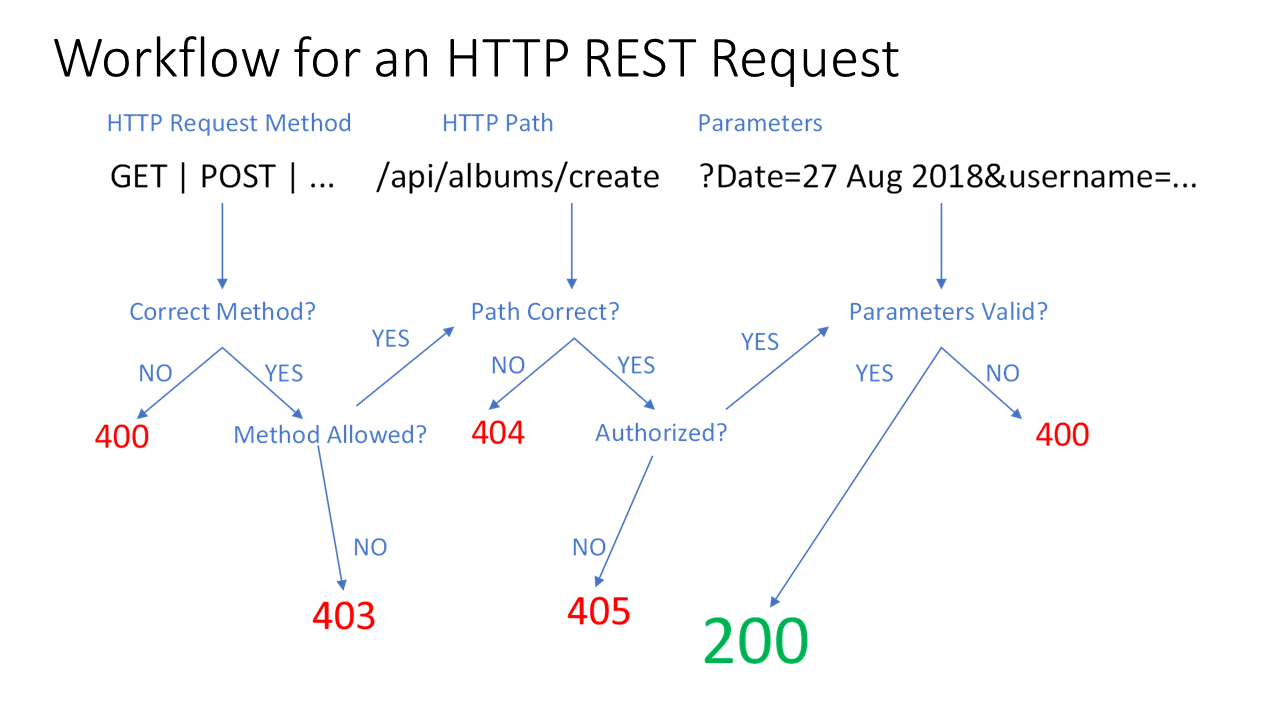 Workflow for an HTTP REST Request
HTTP Request Method
HTTP Path
Parameters
GET | POST | ...
/api/albums/create
?Date=27 Aug 2018&username=...
Correct Method?
Path Correct?
Parameters Valid?
YES
YES
NO
YES
NO
YES
YES
NO
400
Method Allowed?
404
Authorized?
400
NO
NO
403
405
200